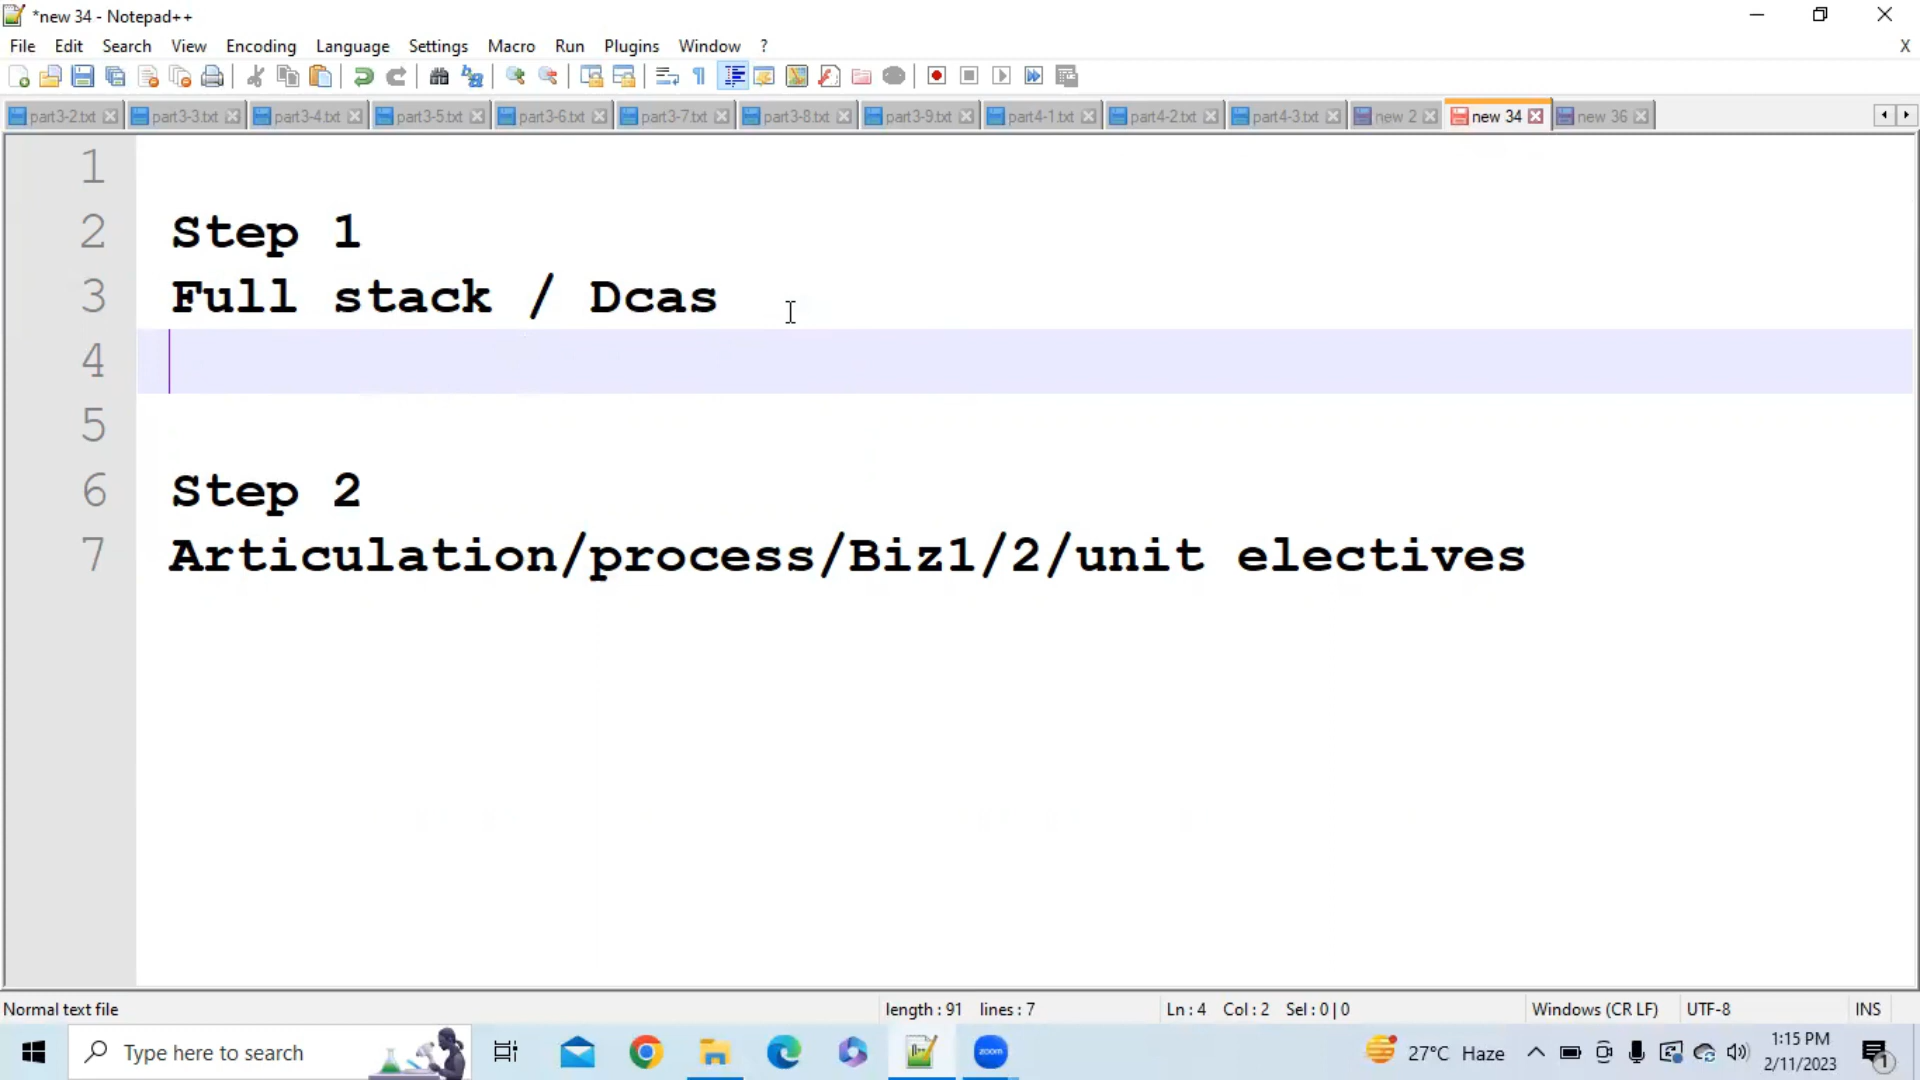 *new 34 - Notepad++
File Edit Search View Encoding Language Settings Macro Run Plugins Window ? X
part3-2.txt part3-3.txt part3-4.txt part3-5.txt part3-6.txt part3-7.txt part3-8.txt part3-9.txt part4-1.txt part4-2.txt part4-3.txt new 2 new 34 new 36
1
2 Step 1
3 Full stack / Dcas
4
5
6 Step 2
7 Articulation/process/Biz1/2/unit electives
Normal text file length : 91 lines : 7 Ln : 4 Col : 2 Sel : 0 | 0 Windows (CR LF) UTF-8 INS
Type here to search zoom 27°C Haze 1:15 PM
2/11/2023 1